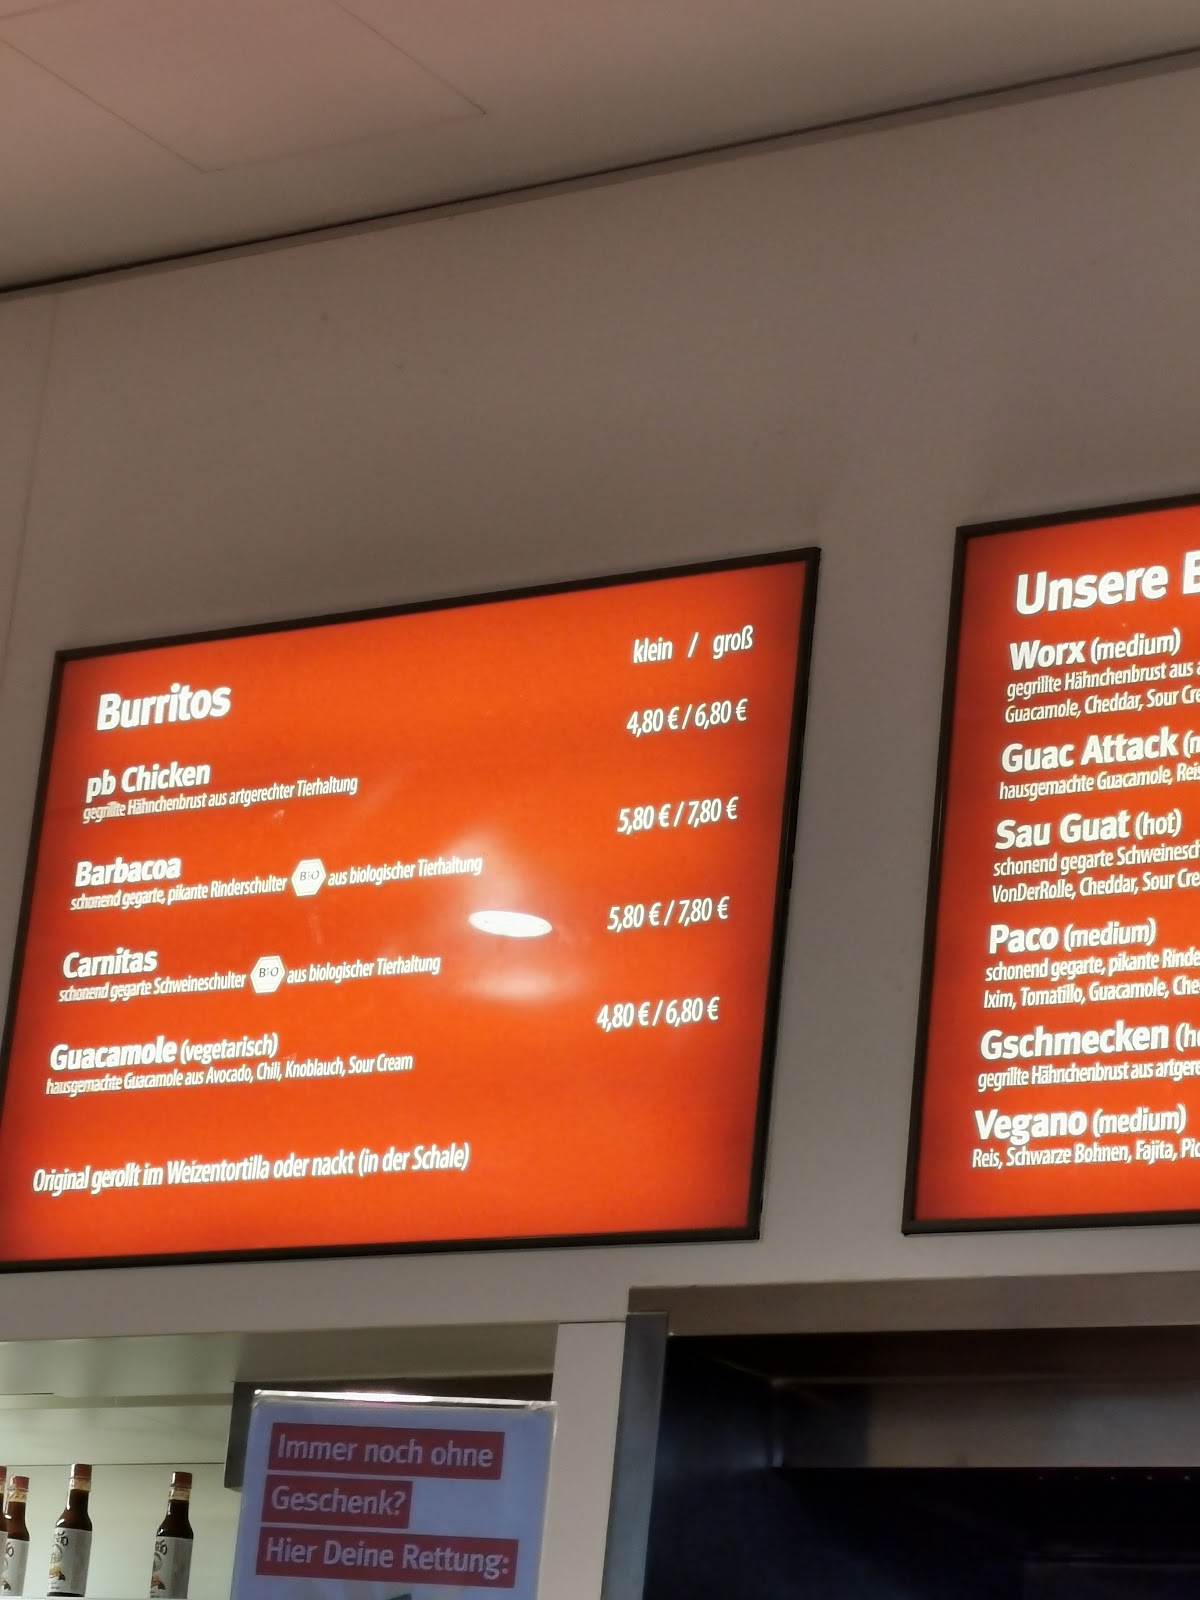 Burritos
klein / groß
pb Chicken
4,80 € / 6,80 €
gegrillte Hähnchenbrust aus artgerechter Tierhaltung
Barbacoa
5,80 € / 7,80 €
schonend gegarte, pikante Rinderschulter BIO aus biologischer Tierhaltung
Carnitas
5,80 € / 7,80 €
schonend gegarte Schweineschulter BIO aus biologischer Tierhaltung
Guacamole (vegetarisch)
4,80 € / 6,80 €
hausgemachte Guacamole aus Avocado, Chili, Knoblauch, Sour Cream
Original gerollt im Weizentortilla oder nackt (in der Schale)
Unsere
Worx (medium)
gegrillte Hähnchenbrust aus
Guacamole, Cheddar, Sour
Guac Attack
hausgemachte Guacamole,
Sau Guat (hot)
schonend gegarte
VonDerRolle, Cheddar, Sour
Paco (medium)
schonend gegarte, pikante
Ixim, Tomatillo, Guacamole,
Gschmecken
gegrillte Hähnchenbrust aus
Vegano (medium)
Reis, Schwarze Bohnen, Fajita,
Immer noch ohne
Geschenk?
Hier Deine Rettung: